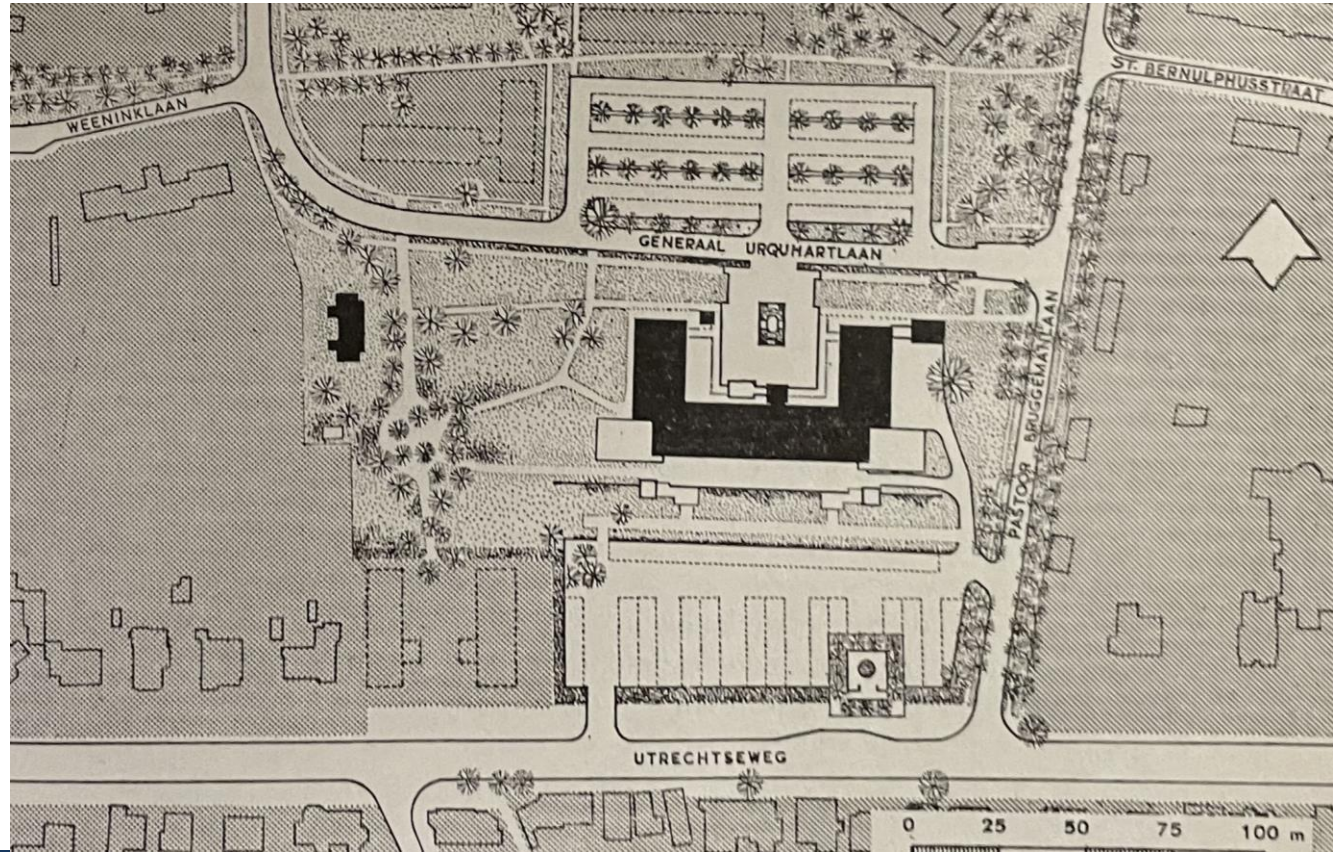 ST. BERNULPHUSSTRAAT
WEENINKLAAN
GENERAAL URQUHARTLAAN
PASTOOR BRUGGEMANLAAN
UTRECHTSEWEG
0 25 50 75 100 m